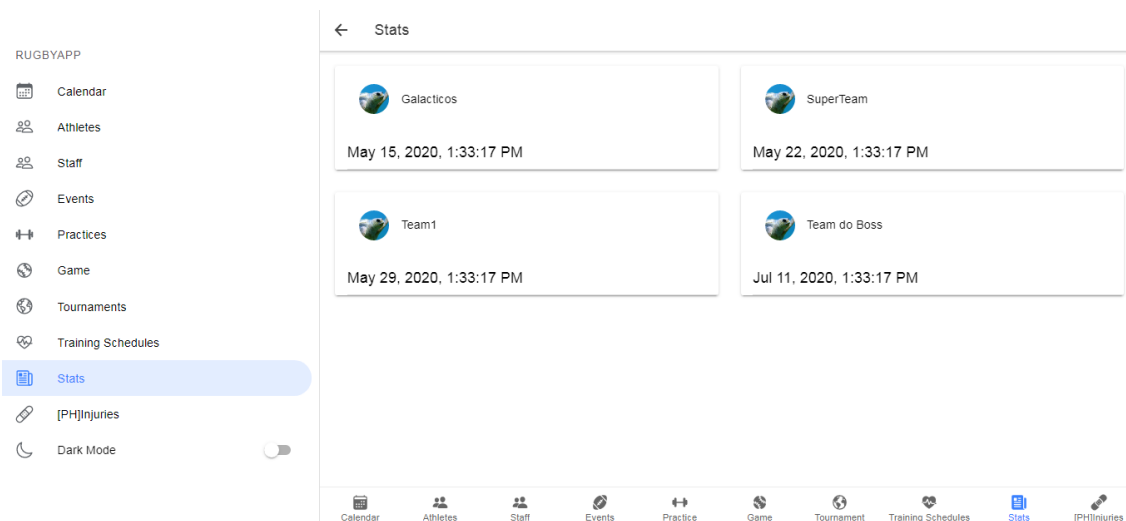 RUGBYAPP
Calendar
Athletes
Staff
Events
Practices
Game
Tournaments
Training Schedules
Stats
[PH]Injuries
Dark Mode
Stats
Galacticos
May 15, 2020, 1:33:17 PM
SuperTeam
May 22, 2020, 1:33:17 PM
Team1
May 29, 2020, 1:33:17 PM
Team do Boss
Jul 11, 2020, 1:33:17 PM
Calendar
Athletes
Staff
Events
Practice
Game
Tournament
Training Schedules
Stats
[PH]Injuries